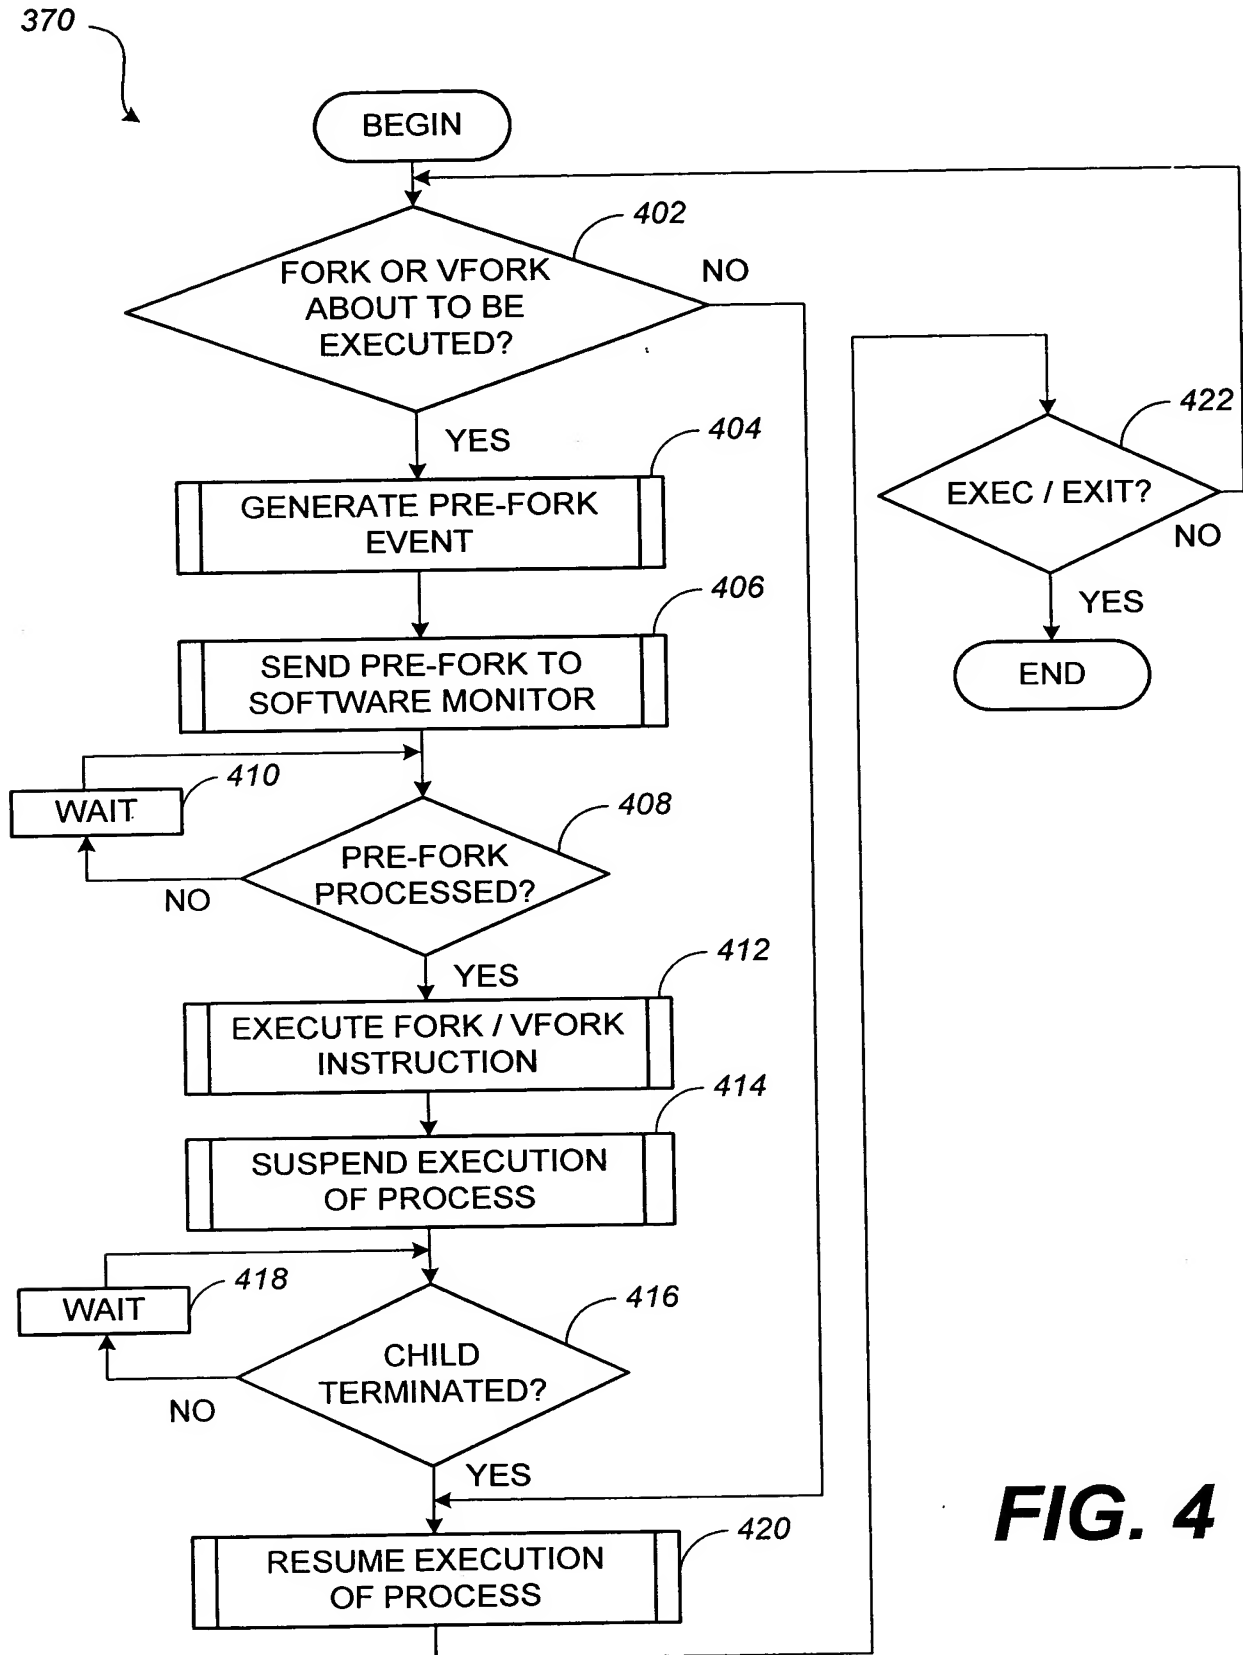 370
BEGIN
402
FORK OR VFORK
ABOUT TO BE
EXECUTED?
NO
YES
404
GENERATE PRE-FORK
EVENT
406
SEND PRE-FORK TO
SOFTWARE MONITOR
410
WAIT
408
PRE-FORK
PROCESSED?
NO
YES
412
EXECUTE FORK / VFORK
INSTRUCTION
414
SUSPEND EXECUTION
OF PROCESS
418
WAIT
416
CHILD
TERMINATED?
NO
YES
420
RESUME EXECUTION
OF PROCESS
422
EXEC / EXIT?
NO
YES
END
FIG. 4